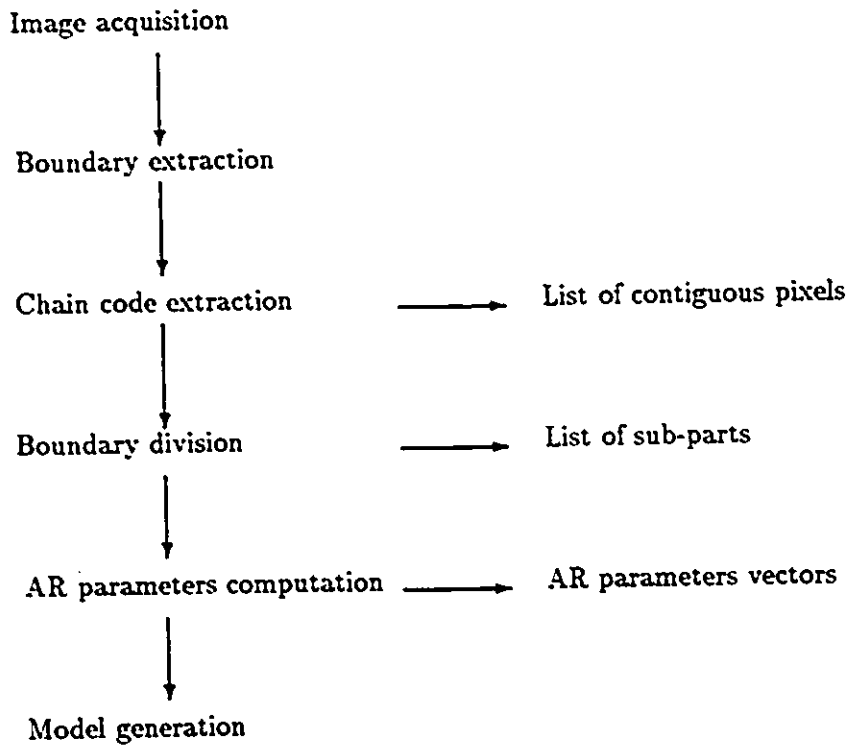 Image acquisition
Boundary extraction
Chain code extraction
List of contiguous pixels
Boundary division
List of sub-parts
AR parameters computation
AR parameters vectors
Model generation